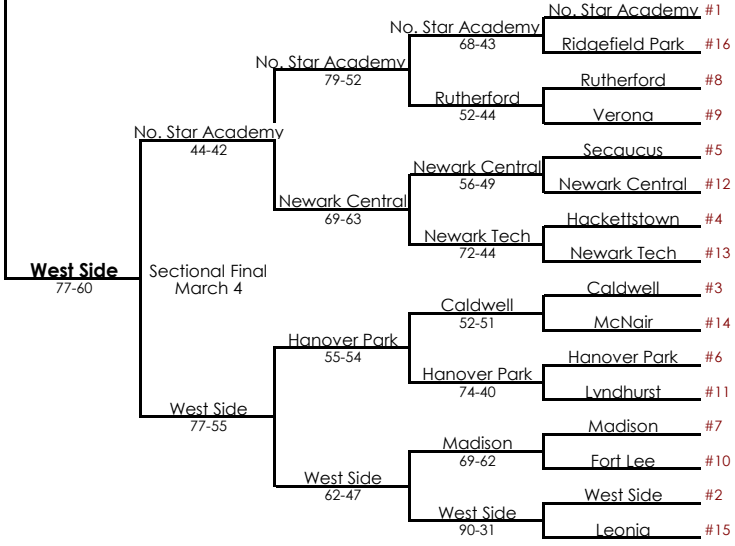 No. Star Academy #1
No. Star Academy
68-43
Ridgefield Park #16
No. Star Academy
79-52
Rutherford #8
Rutherford
52-44
Verona #9
No. Star Academy
44-42
Secaucus #5
Newark Central
56-49
Newark Central #12
Newark Central
69-63
Hackettstown #4
Newark Tech
72-44
Newark Tech #13
West Side
77-60
Sectional Final
March 4
Caldwell #3
Caldwell
52-51
McNair #14
Hanover Park
55-54
Hanover Park #6
Hanover Park
74-40
Lyndhurst #11
West Side
77-55
Madison #7
Madison
69-62
Fort Lee #10
West Side
62-47
West Side #2
West Side
90-31
Leonia #15